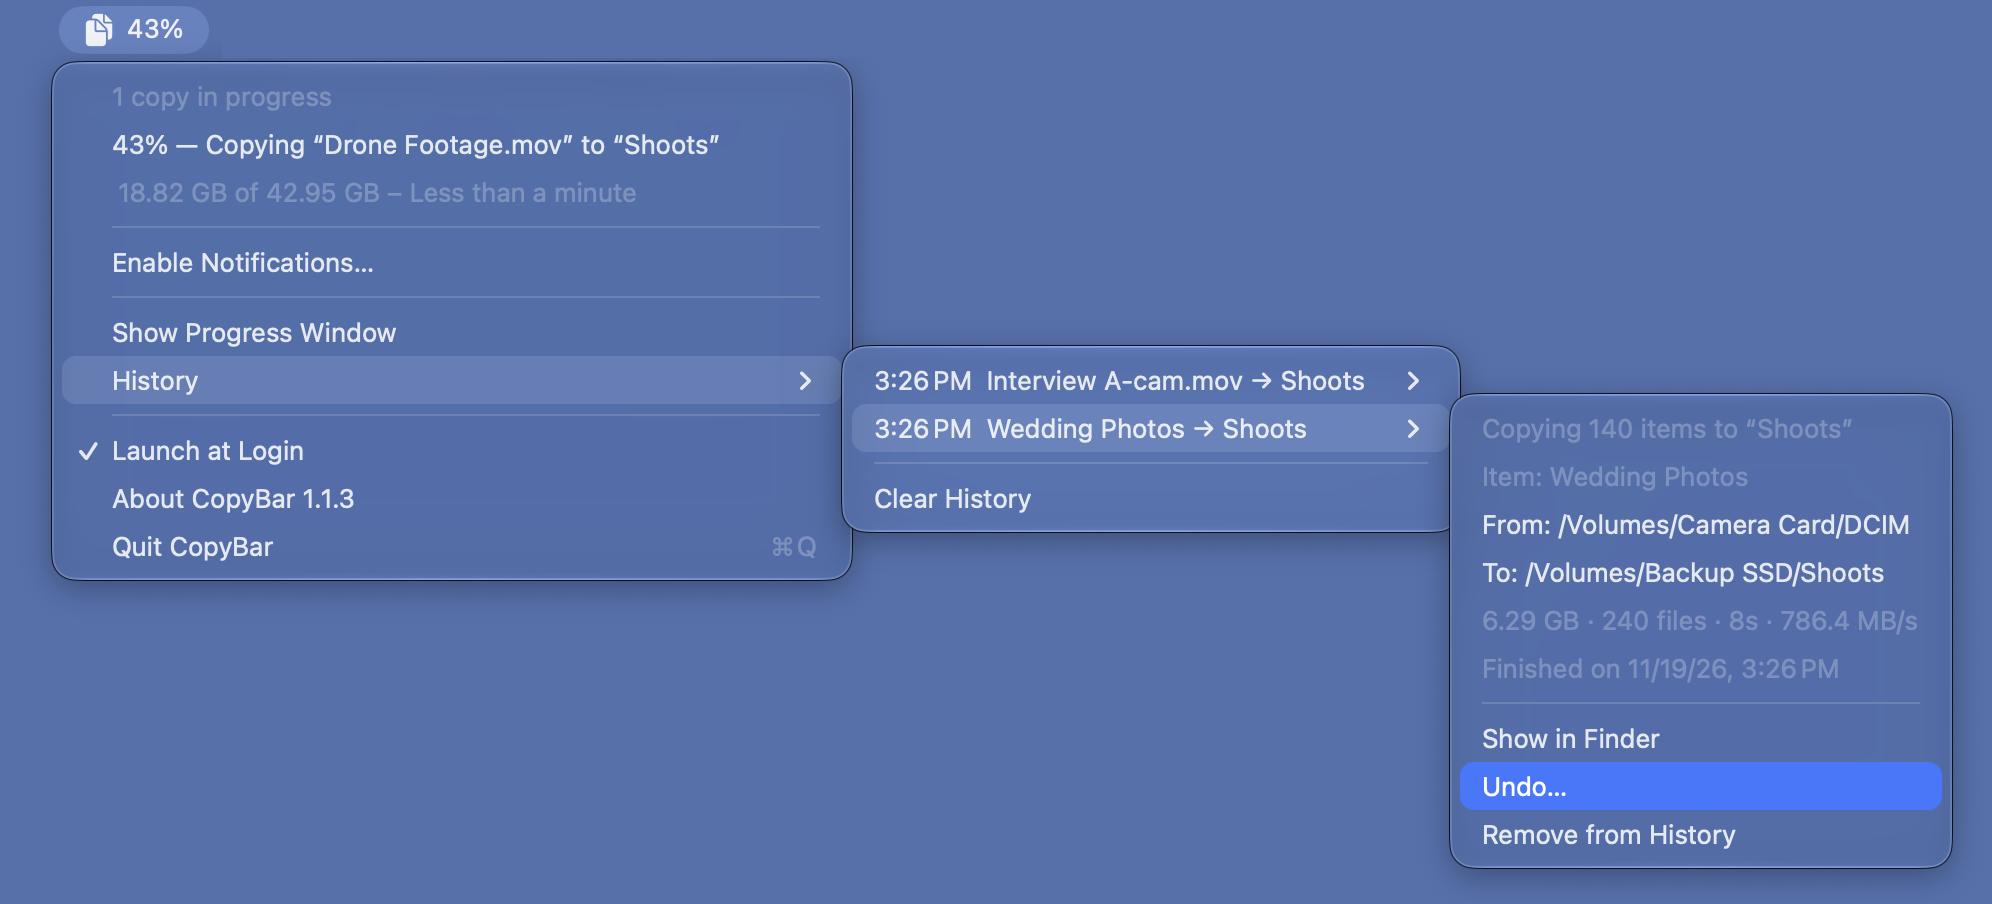 43%
1 copy in progress
43% — Copying “Drone Footage.mov” to “Shoots”
18.82 GB of 42.95 GB – Less than a minute
Enable Notifications...
Show Progress Window
History
Launch at Login
About CopyBar 1.1.3
Quit CopyBar ⌘Q
3:26 PM Interview A-cam.mov → Shoots
3:26 PM Wedding Photos → Shoots
Clear History
Copying 140 items to “Shoots”
Item: Wedding Photos
From: /Volumes/Camera Card/DCIM
To: /Volumes/Backup SSD/Shoots
6.29 GB · 240 files · 8s · 786.4 MB/s
Finished on 11/19/26, 3:26 PM
Show in Finder
Undo...
Remove from History